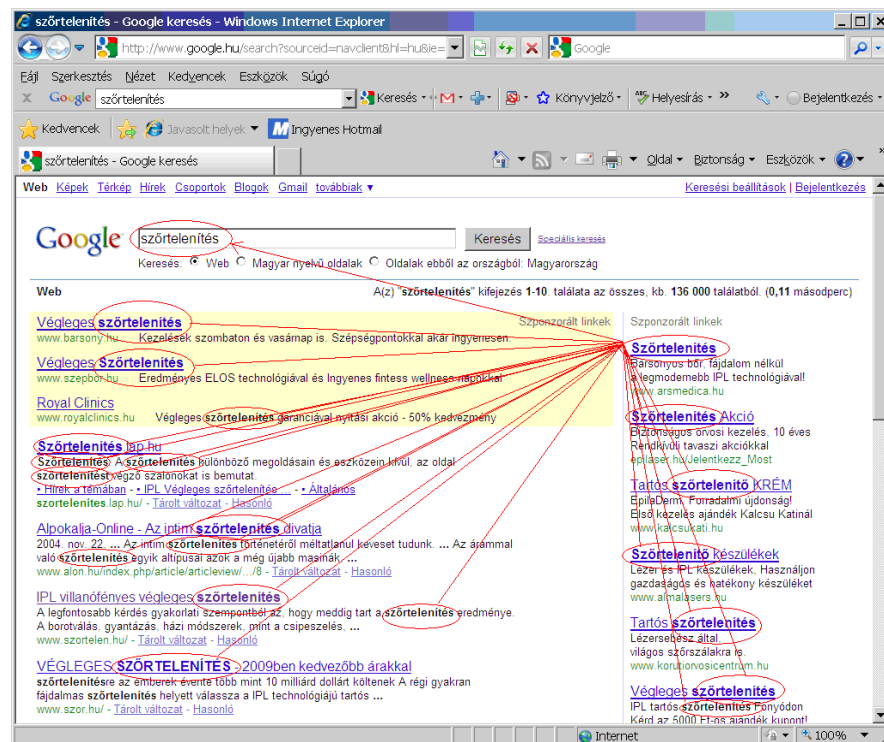 szőrtelenítés - Google keresés - Windows Internet Explorer
http://www.google.hu/search?sourceid=navclient&hl=hu&ie=
Google
Fájl Szerkesztés Nézet Kedvencek Eszközök Súgó
x Google szőrtelenítés Keresés Könyvjelző Helyesírás » Bejelentkezés
Kedvencek Javasolt helyek Ingyenes Hotmail
szőrtelenítés - Google keresés
Oldal Biztonság Eszközök »
Web Képek Térkép Hírek Csoportok Blogok Gmail továbbiak ▼
Keresési beállítások | Bejelentkezés
Google szőrtelenítés Keresés Speciális keresés
Keresés: Web Magyar nyelvű oldalak Oldalak ebből az országból: Magyarország
Web
A(z) "szőrtelenítés" kifejezés 1-10. találata az összes, kb. 136 000 találatból. (0,11 másodperc)
Végleges szőrtelenítés
Szponzorált linkek
www.barsony.hu Kezelések szombaton és vasárnap is. Szépségpontokkal akár ingyenesen.
Végleges Szőrtelenítés
www.szepbor.hu Eredményes ELOS technológiával és Ingyenes fintess wellness napokkal
Royal Clinics
www.royalclinics.hu Végleges szőrtelenítés garanciával nyitási akció - 50% kedvezmény
Szőrtelenítés.lap.hu
Szőrtelenítés. A szőrtelenítés különböző megoldásain és eszközein kívül, az oldal
szőrtelenítést végző szalonokat is bemutat.
• Hírek a témában - • IPL Végleges szőrtelenítés ... - • Általános
szortelenites.lap.hu/ - Tárolt változat - Hasonló
Alpokalja-Online - Az intim szőrtelenítés divatja
2004. nov. 22. ... Az intim szőrtelenítés történetéről méltatlanul keveset tudunk. ... Az árammal
való szőrtelenítés egyik altípusai azok a még újabb masinák, ...
www.alon.hu/index.php/article/articleview/.../8 - Tárolt változat - Hasonló
IPL villanófényes végleges szőrtelenítés
A legfontosabb kérdés gyakorlati szempontból az, hogy meddig tart a szőrtelenítés eredménye.
A borotválás, gyantázás, házi módszerek, mint a csipeszelés, ...
www.szortelen.hu/ - Tárolt változat - Hasonló
VÉGLEGES SZŐRTELENÍTÉS - 2009ben kedvezőbb árakkal
szőrtelenítésre az emberek évente több mint 10 milliárd dollárt költenek A régi gyakran
fájdalmas szőrtelenítés helyett válassza a IPL technológiájú tartós ...
www.szor.hu/ - Tárolt változat - Hasonló
Szponzorált linkek
Szőrtelenítés
Bársonyos bőr, fájdalom nélkül
a legmodernebb IPL technológiával!
www.arsmedica.hu
Szőrtelenítés Akció
Biztonságos orvosi kezelés, 10 éves
Rendkívüli tavaszi akciókkal
epilaser.hu/Jelentkezz_Most
Tartós szőrtelenítő KRÉM
EpilaDerm, Forradalmi újdonság!
Első kezelés ajándék Kalcsu Katinál
www.kalcsukati.hu
Szőrtelenítő készülékek
Lézer és IPL készülékek, Használjon
gazdaságos és hatékony készüléket
www.almalasers.hu
Tartós szőrtelenítés
Lézersebész által,
világos szőrszálakra is.
www.korutiorvosicentrum.hu
Végleges szőrtelenítés
IPL tartós szőrtelenítés Fonyódon
Kérd az 5000 Ft-os ajándék kupont!
Internet 100%